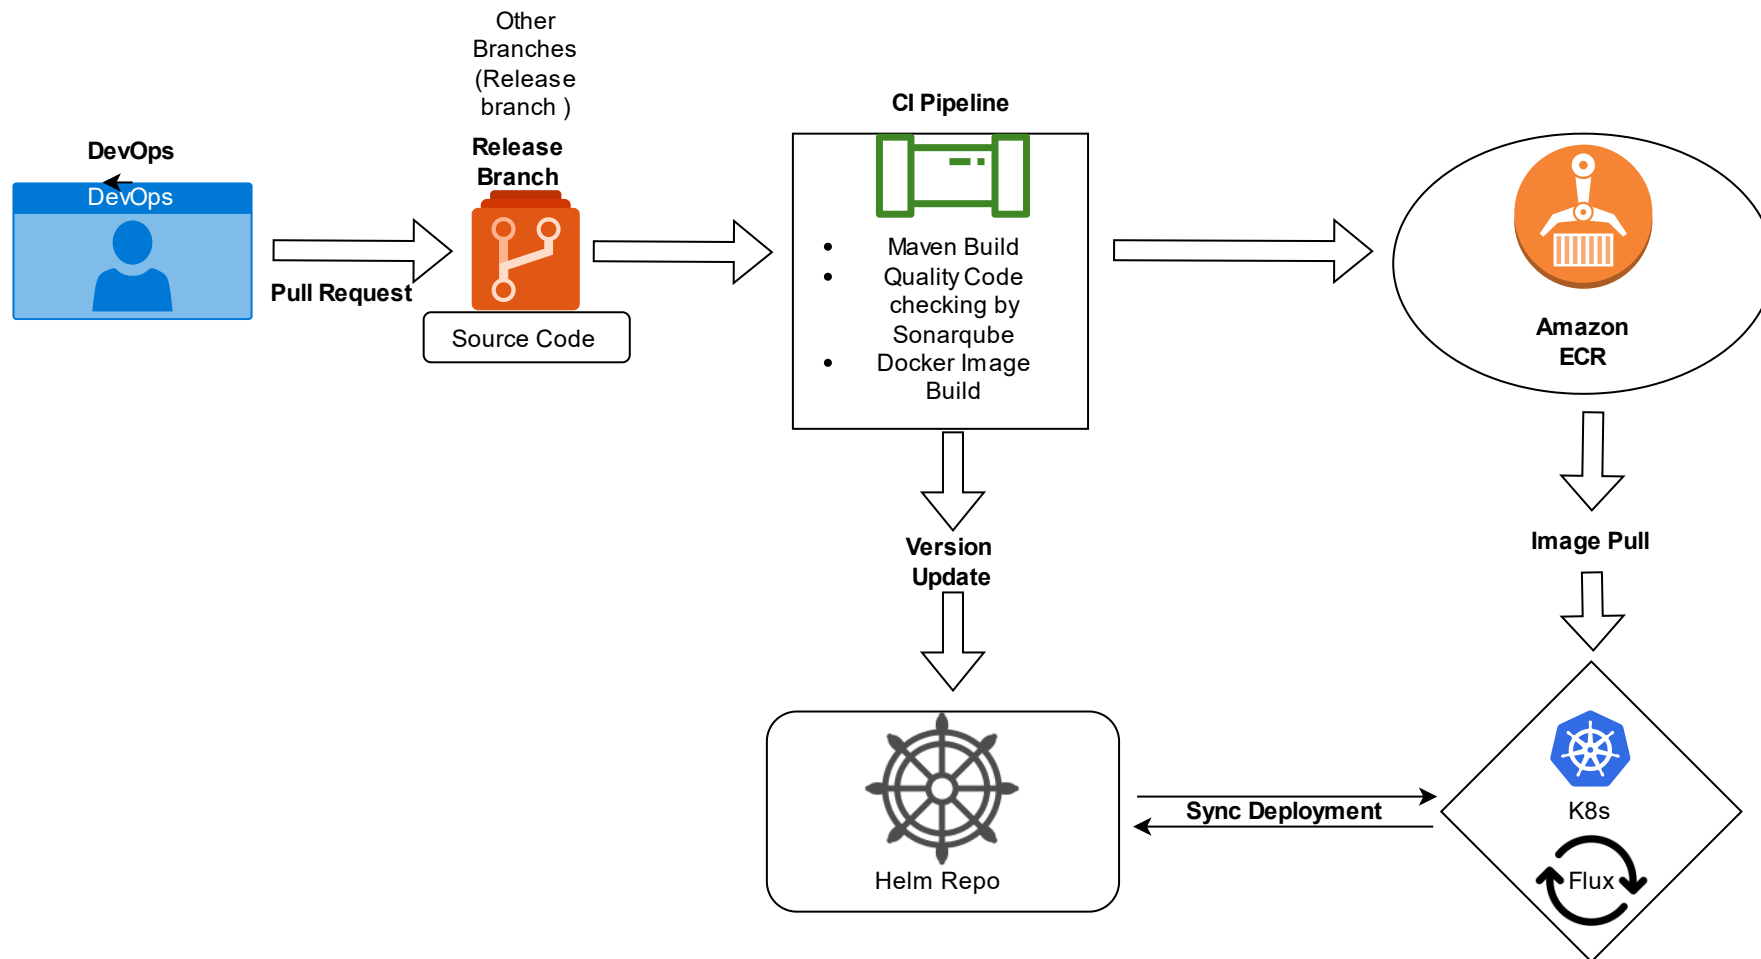 Other
Branches
(Release
branch )
DevOps
DevOps
Pull Request
Release
Branch
Source Code
CI Pipeline
• Maven Build
• Quality Code
checking by
Sonarqube
• Docker Image
Build
Amazon
ECR
Version
Update
Image Pull
Helm Repo
Sync Deployment
K8s
Flux